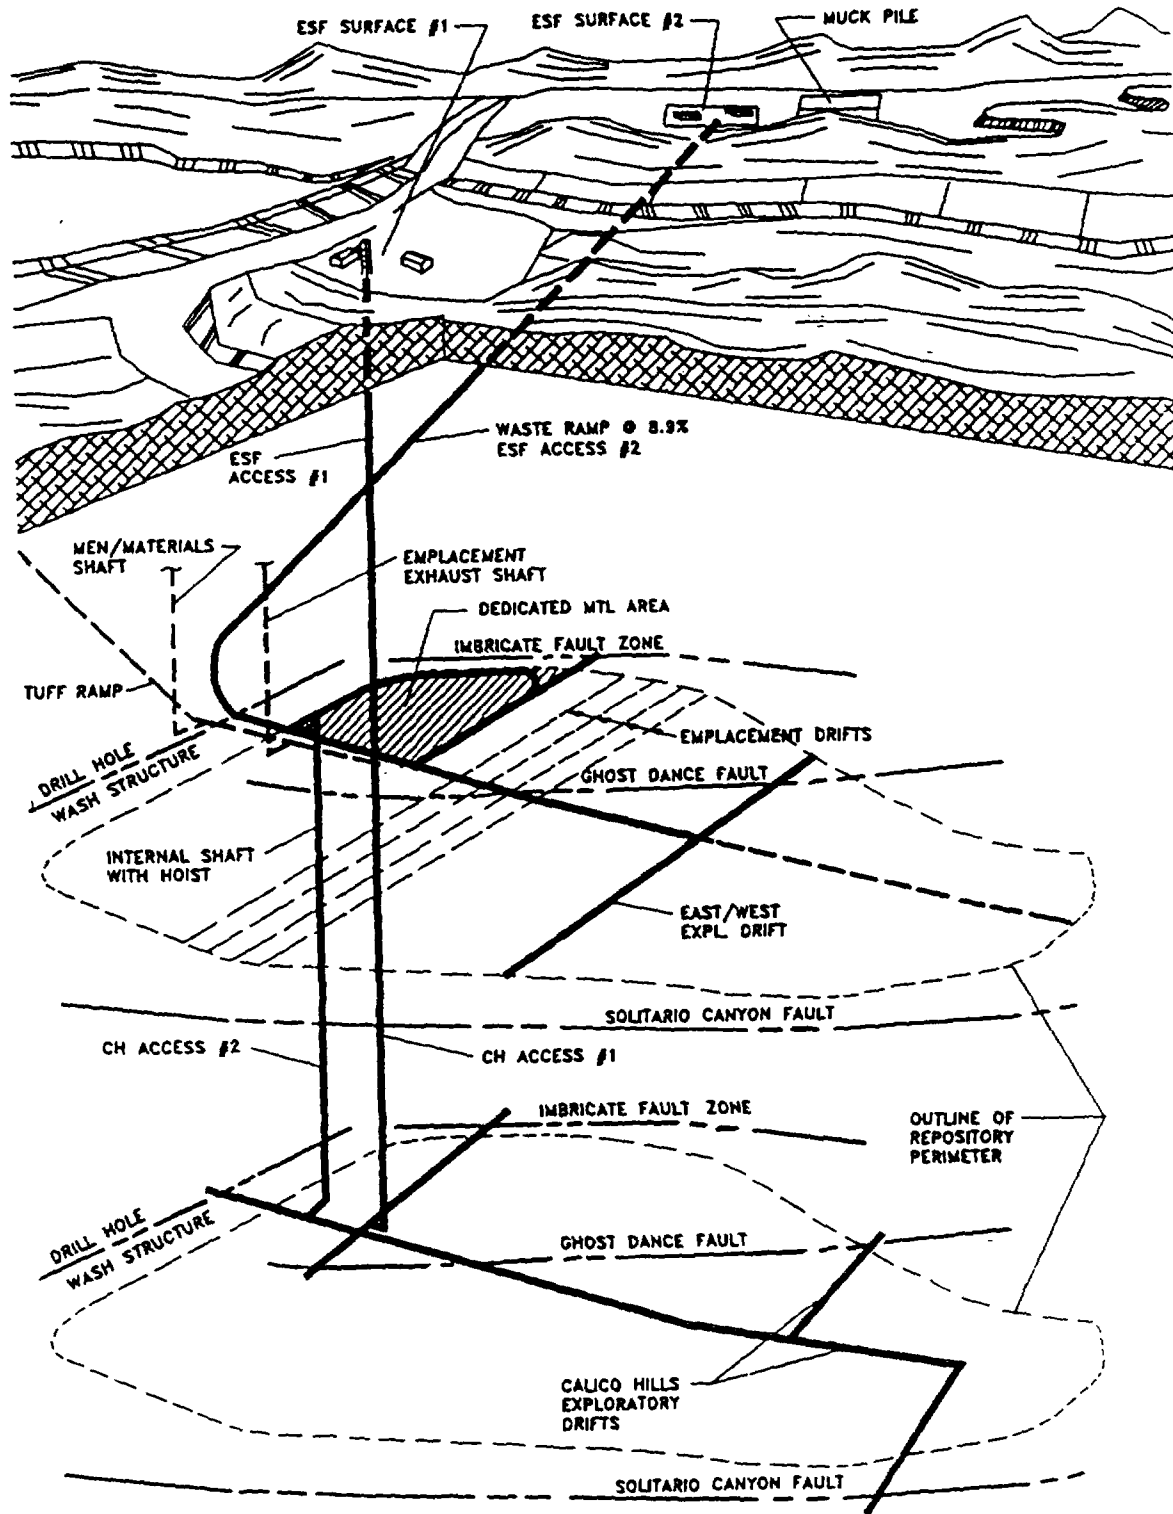 ESF SURFACE #1
ESF SURFACE #2
MUCK PILE
WASTE RAMP @ 8.9%
ESF ACCESS #2
ESF
ACCESS #1
MEN/MATERIALS
SHAFT
EMPLACEMENT
EXHAUST SHAFT
DEDICATED MTL AREA
IMBRICATE FAULT ZONE
TUFF RAMP
EMPLACEMENT DRIFTS
DRILL HOLE
WASH STRUCTURE
GHOST DANCE FAULT
INTERNAL SHAFT
WITH HOIST
EAST/WEST
EXPL. DRIFT
SOLITARIO CANYON FAULT
CH ACCESS #2
CH ACCESS #1
IMBRICATE FAULT ZONE
OUTLINE OF
REPOSITORY
PERIMETER
DRILL HOLE
WASH STRUCTURE
GHOST DANCE FAULT
CALICO HILLS
EXPLORATORY
DRIFTS
SOLITARIO CANYON FAULT